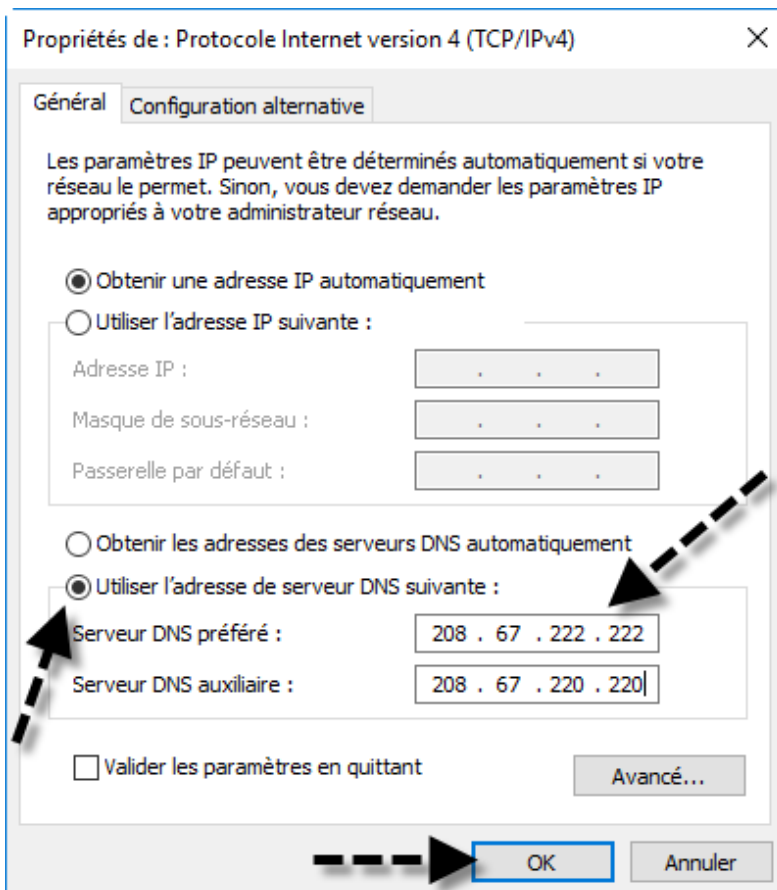 Propriétés de : Protocole Internet version 4 (TCP/IPv4)
Général
Configuration alternative
Les paramètres IP peuvent être déterminés automatiquement si votre
réseau le permet. Sinon, vous devez demander les paramètres IP
appropriés à votre administrateur réseau.
Obtenir une adresse IP automatiquement
Utiliser l'adresse IP suivante :
Adresse IP :
. . .
Masque de sous-réseau :
. . .
Passerelle par défaut :
. . .
Obtenir les adresses des serveurs DNS automatiquement
Utiliser l'adresse de serveur DNS suivante :
Serveur DNS préféré :
208 . 67 . 222 . 222
Serveur DNS auxiliaire :
208 . 67 . 220 . 220
Valider les paramètres en quittant
Avancé...
OK
Annuler